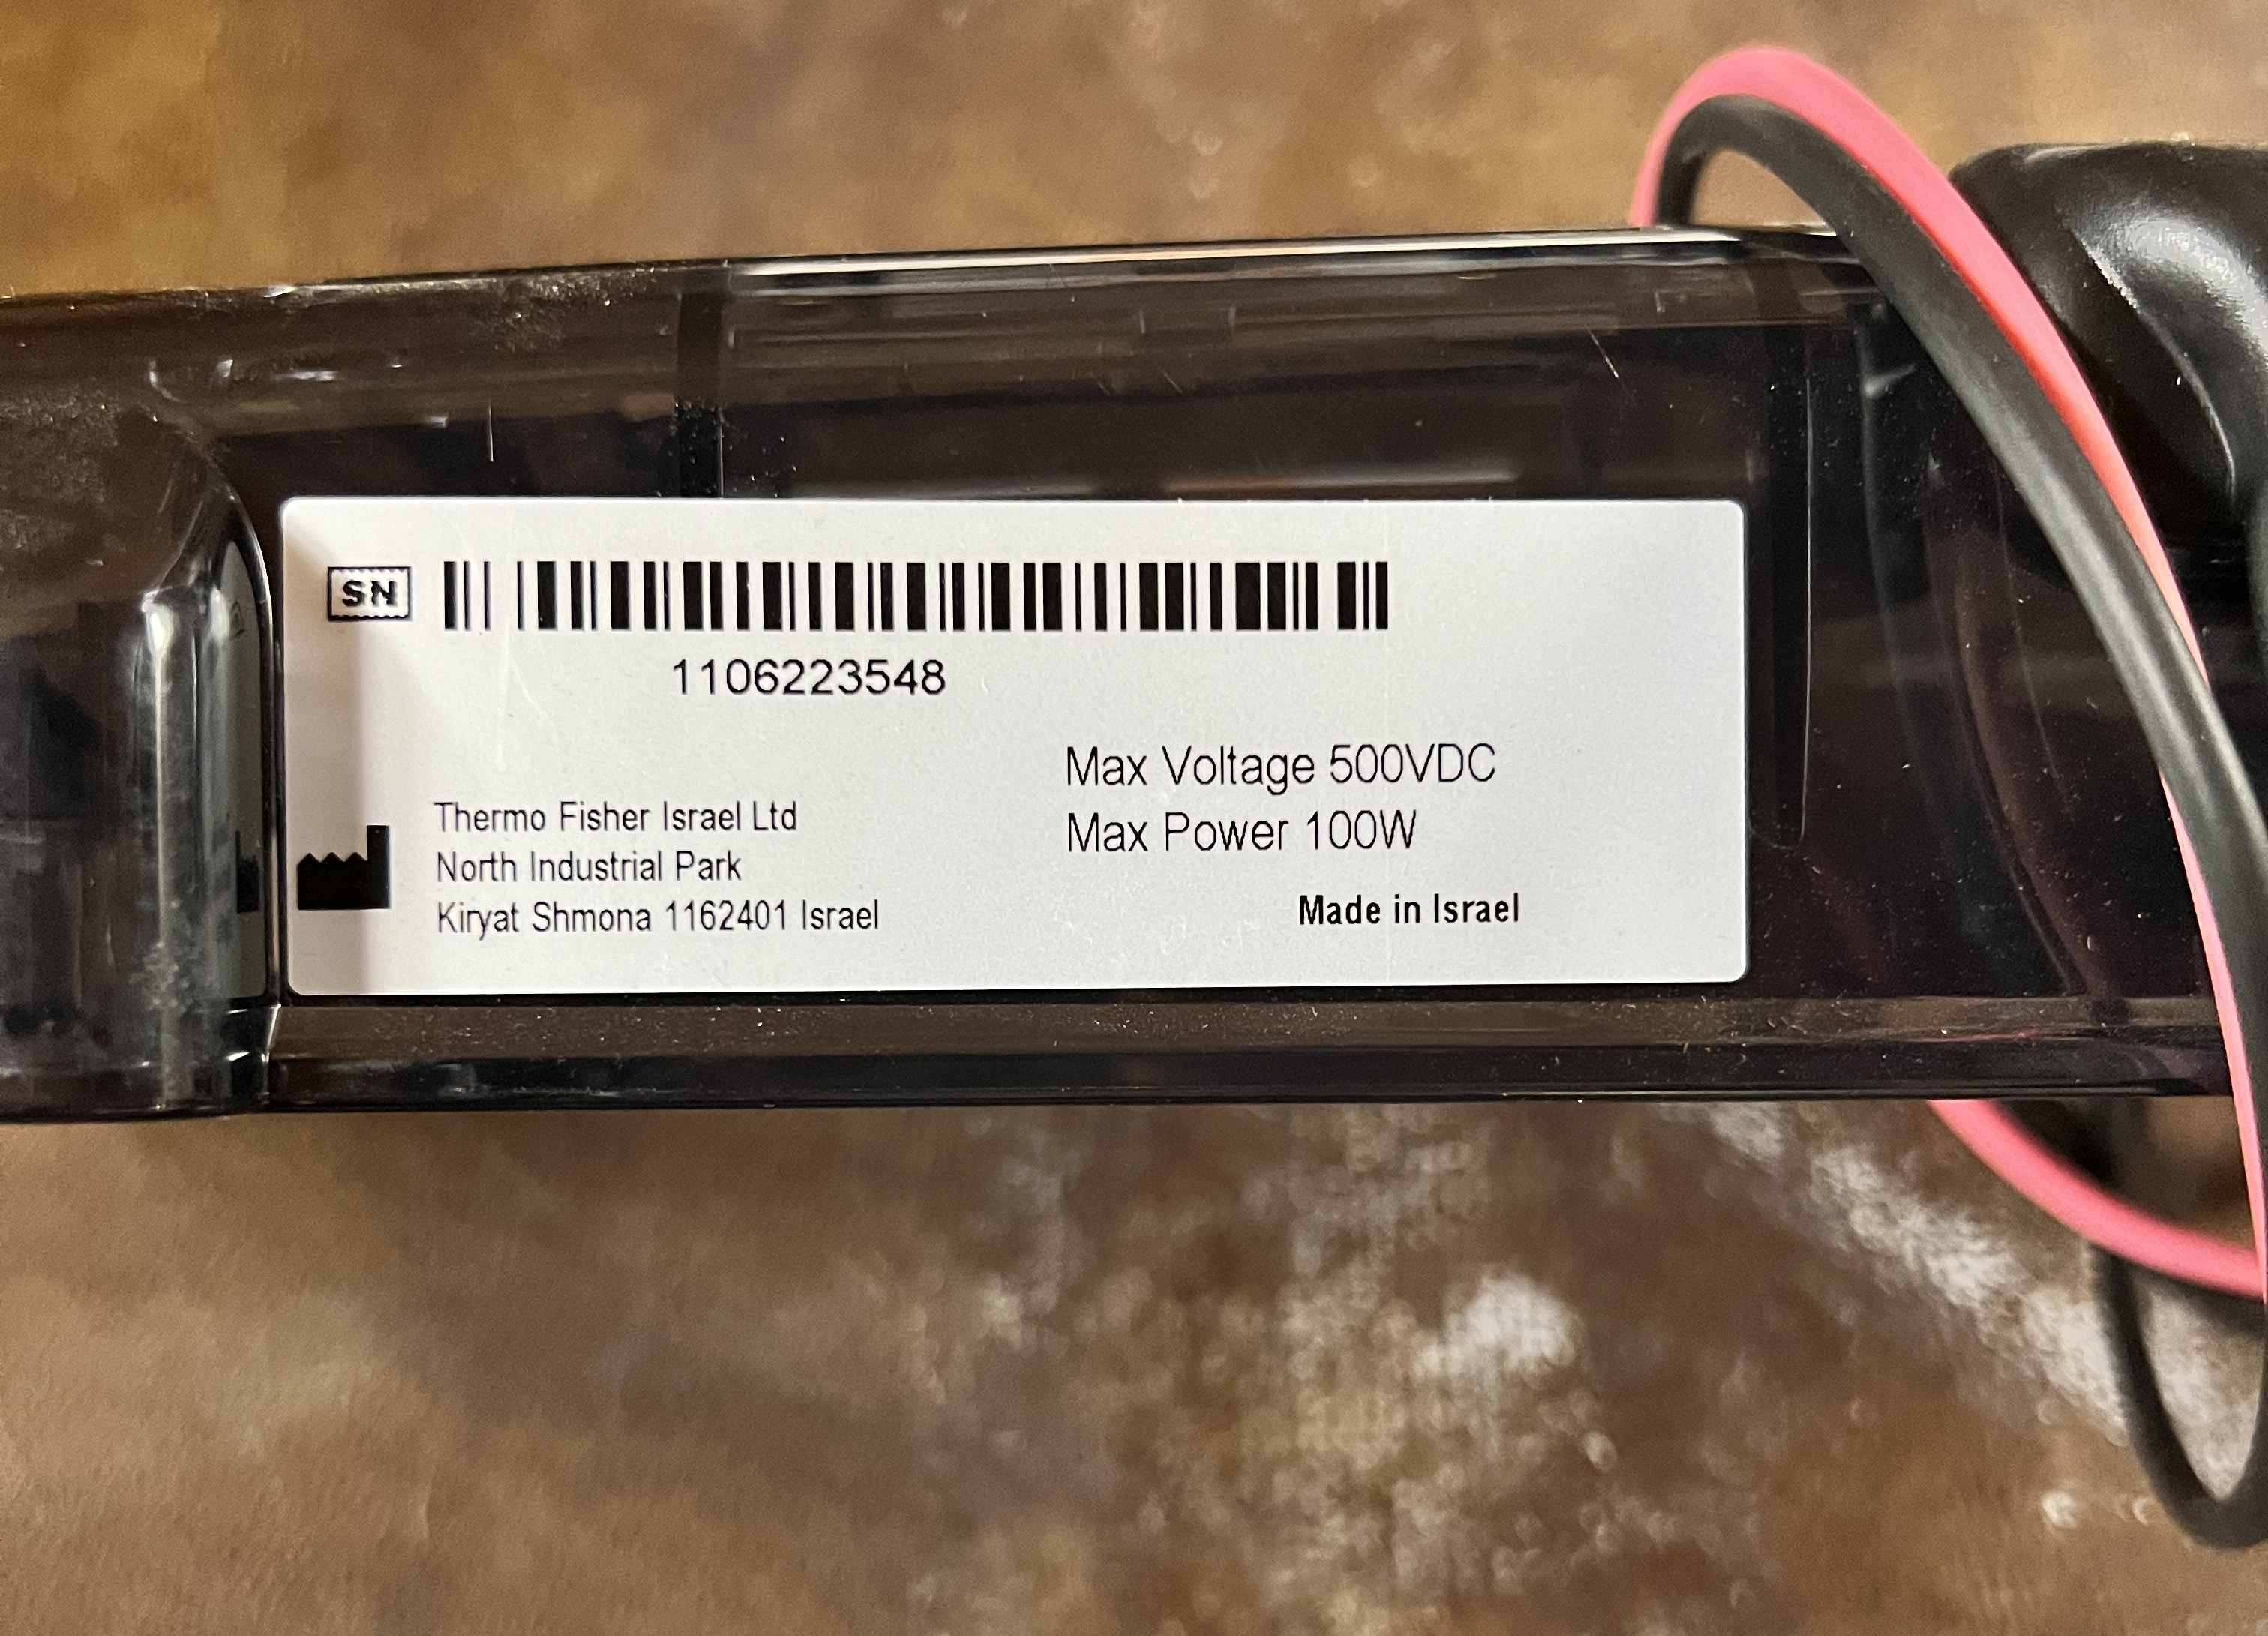 SN
1106223548
Max Voltage 500VDC
Max Power 100W
Thermo Fisher Israel Ltd
North Industrial Park
Kiryat Shmona 1162401 Israel
Made in Israel